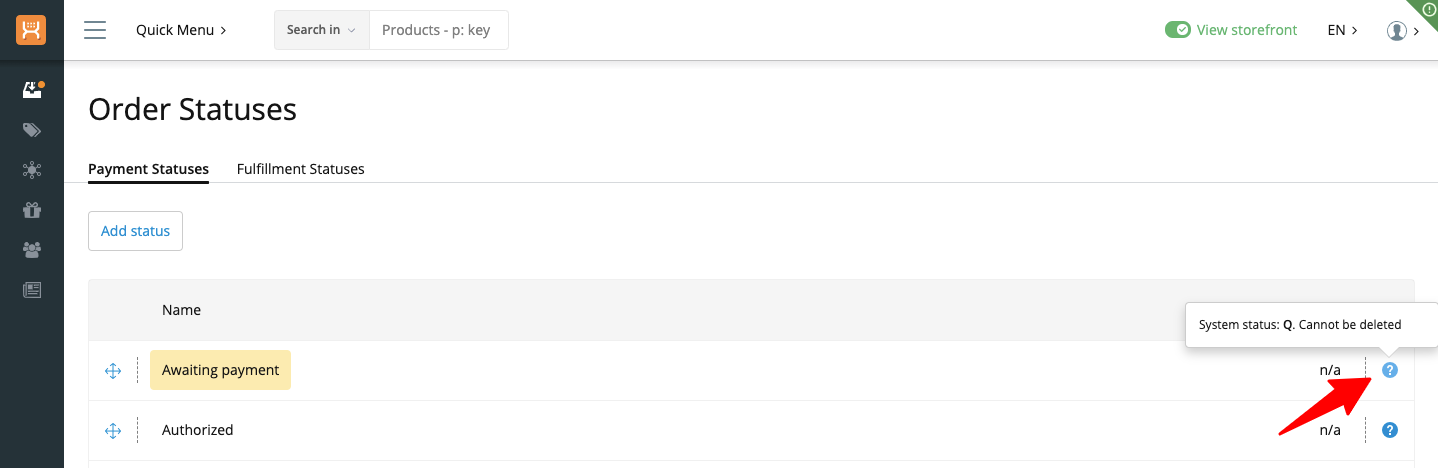 Quick Menu
Search in
Products - p: key
View storefront
EN
Order Statuses
Payment Statuses
Fulfillment Statuses
Add status
Name
System status: Q. Cannot be deleted
Awaiting payment
n/a
?
Authorized
n/a
?